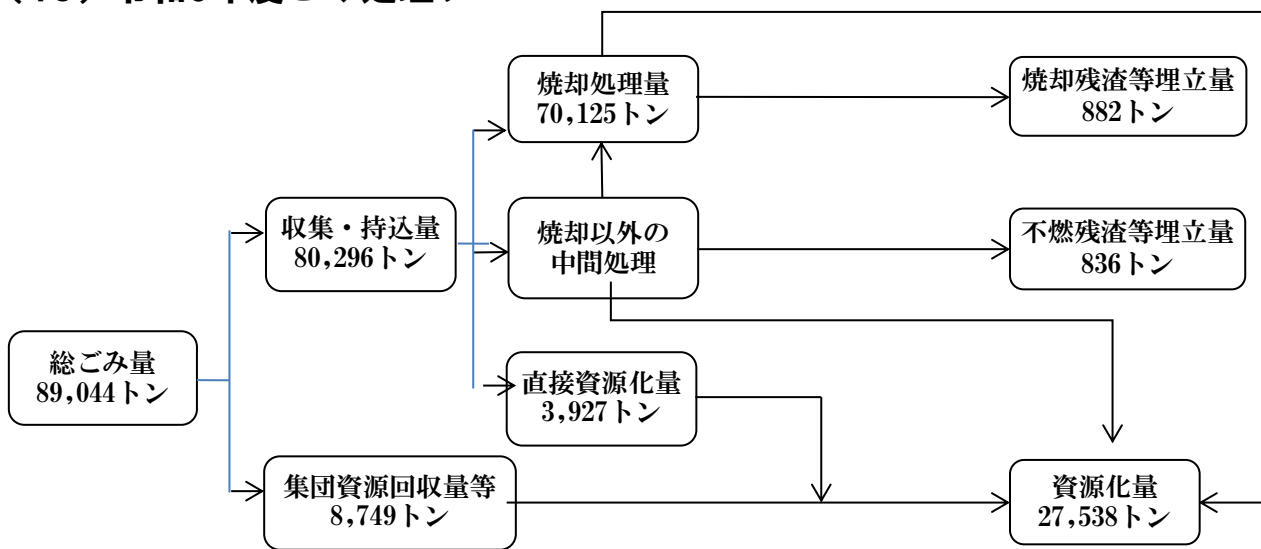 焼却処理量
70,125トン
焼却残渣等埋立量
882トン
収集・持込量
80,296トン
焼却以外の
中間処理
不燃残渣等埋立量
836トン
総ごみ量
89,044トン
直接資源化量
3,927トン
集団資源回収量等
8,749トン
資源化量
27,538トン